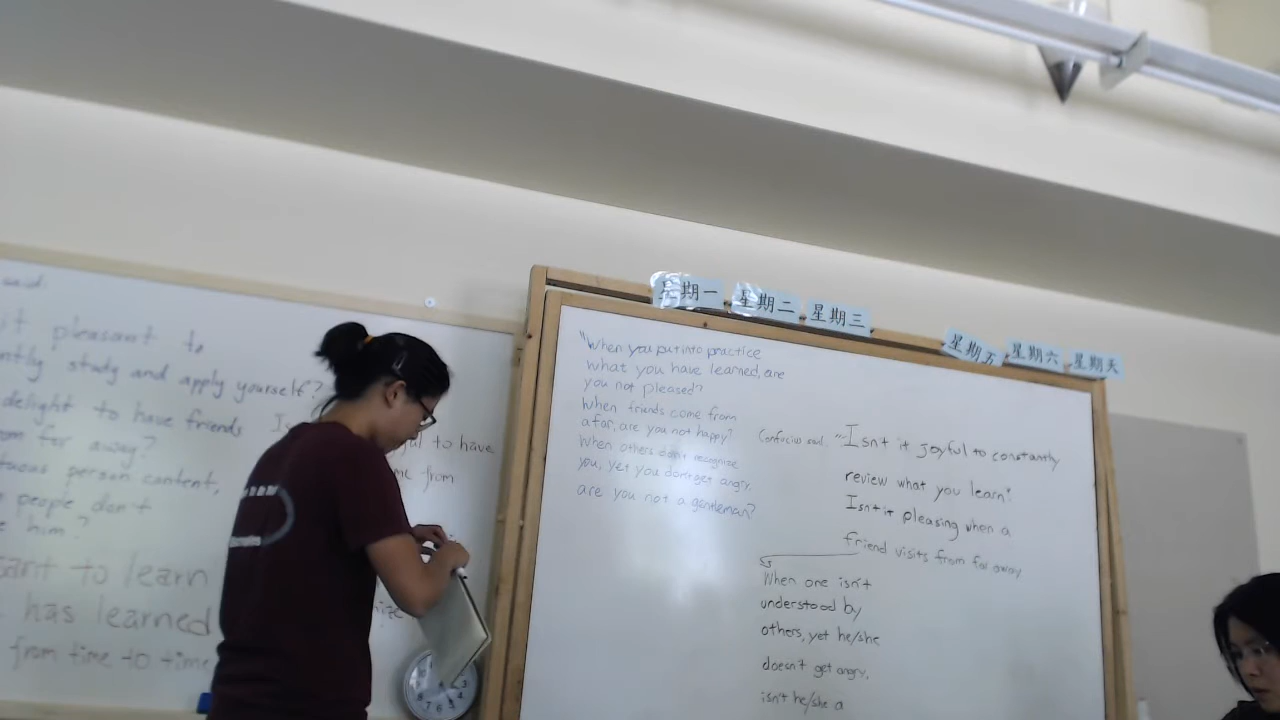 said:
it pleasant to
study and apply yourself?
delight to have friends
from far away?
person content,
people don't
him?
to learn
has learned
from time to time
to have
from
星期一
星期二
星期三
星期五
星期六
星期天
"When you put into practice
what you have learned, are
you not pleased?
When friends come from
afar, are you not happy?
When others don't recognize
you, yet you don't get angry,
are you not a gentleman?
Confucius said, "Isn't it joyful to constantly
review what you learn?
Isn't it pleasing when a
friend visits from far away
When one isn't
understood by
others, yet he/she
doesn't get angry,
isn't he/she a